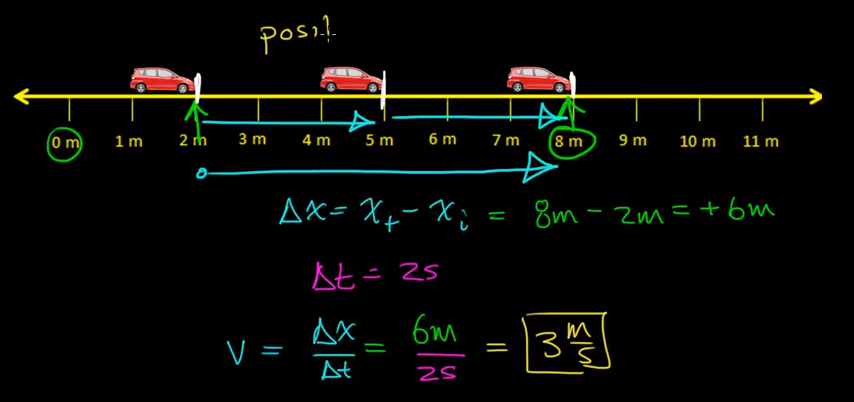 posit
0 m 1 m 2 m 3 m 4 m 5 m 6 m 7 m 8 m 9 m 10 m 11 m
Δx = x_f - x_i = 8m - 2m = +6m
Δt = 2s
v = Δx/Δt = 6m/2s = 3 m/s